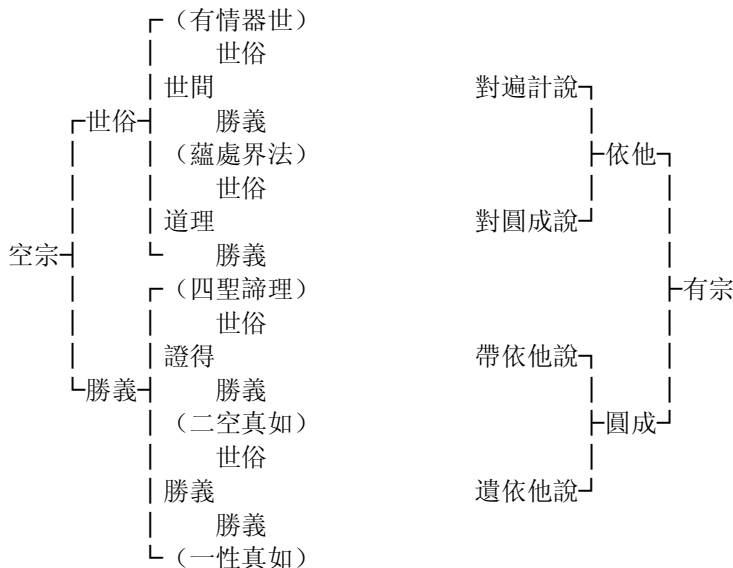 （有情器世）
世俗
世間 對遍計說
世俗 勝義
（蘊處界法） 依他
世俗
道理 對圓成說
空宗 勝義
（四聖諦理） 有宗
世俗
證得 帶依他說
勝義 勝義
（二空真如） 圓成
世俗
勝義 遺依他說
勝義
（一性真如）